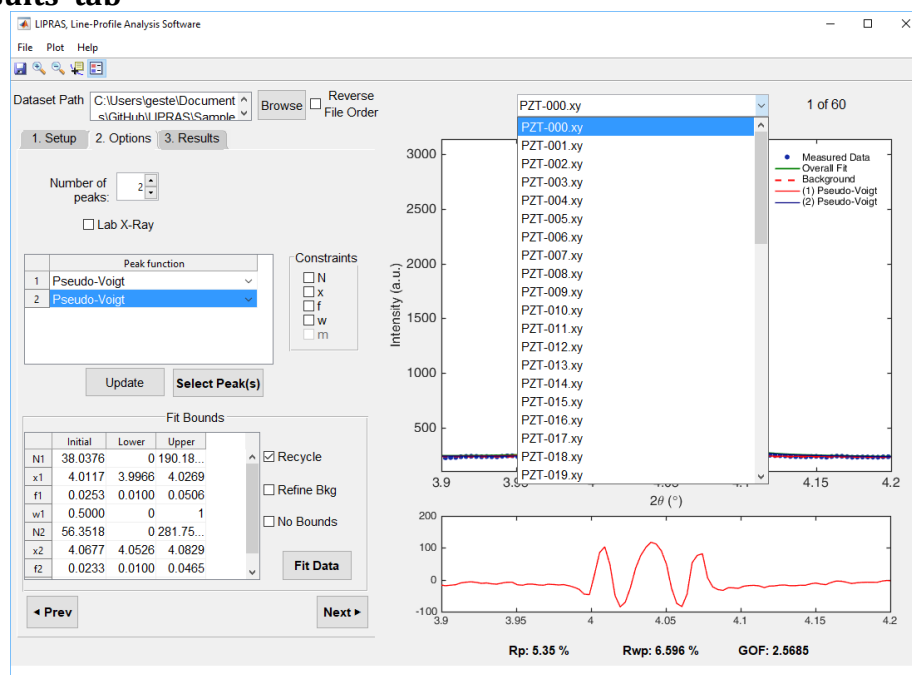 sults' tab
LIPRAS, Line-Profile Analysis Software
File Plot Help
Dataset Path C:\Users\geste\Document s\GitHub\LIPRAS\Sample Browse Reverse File Order
PZT-000.xy
1 of 60
1. Setup 2. Options 3. Results
Number of peaks: 2
Lab X-Ray
Peak function
1 Pseudo-Voigt
2 Pseudo-Voigt
Constraints
N
x
f
w
m
Update Select Peak(s)
Fit Bounds
Initial Lower Upper
N1 38.0376 0 190.18...
x1 4.0117 3.9966 4.0269
f1 0.0253 0.0100 0.0506
w1 0.5000 0 1
N2 56.3518 0 281.75...
x2 4.0677 4.0526 4.0829
f2 0.0233 0.0100 0.0465
Recycle
Refine Bkg
No Bounds
Fit Data
◄ Prev Next ►
PZT-000.xy
PZT-001.xy
PZT-002.xy
PZT-003.xy
PZT-004.xy
PZT-005.xy
PZT-006.xy
PZT-007.xy
PZT-008.xy
PZT-009.xy
PZT-010.xy
PZT-011.xy
PZT-012.xy
PZT-013.xy
PZT-014.xy
PZT-015.xy
PZT-016.xy
PZT-017.xy
PZT-018.xy
PZT-019.xy
Measured Data
Overall Fit
Background
(1) Pseudo-Voigt
(2) Pseudo-Voigt
Intensity (a.u.)
3000
2500
2000
1500
1000
500
3.9 4.15 4.2
2θ (°)
200
100
0
-100
3.9 3.95 4 4.05 4.1 4.15 4.2
Rp: 5.35 % Rwp: 6.596 % GOF: 2.5685